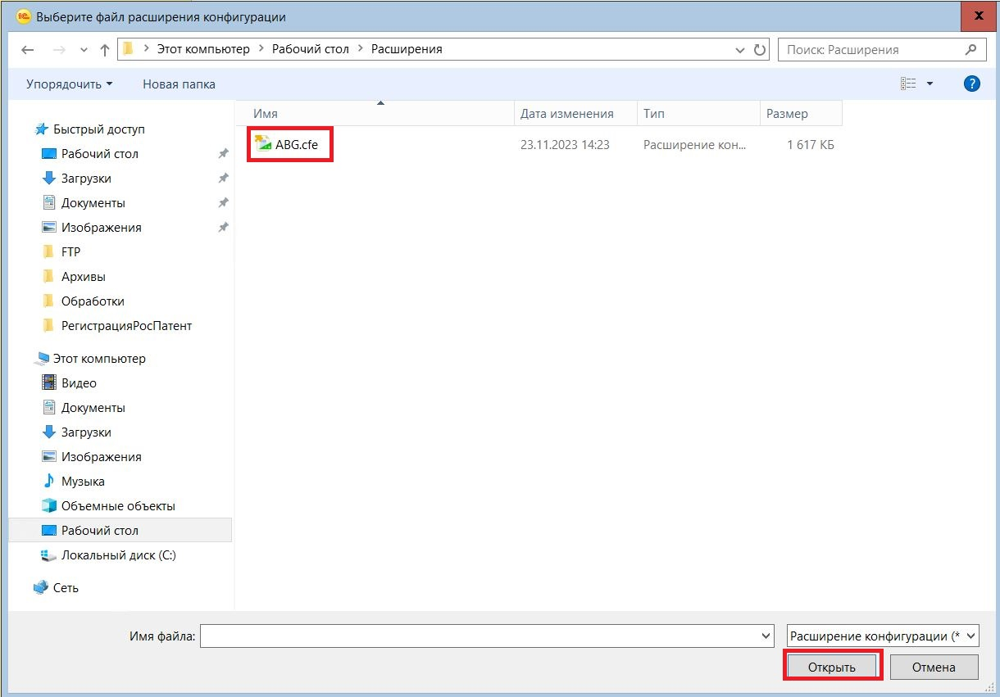 Выберите файл расширения конфигурации
Этот компьютер > Рабочий стол > Расширения
Поиск: Расширения
Упорядочить
Новая папка
?
Имя
Дата изменения
Тип
Размер
ABG.cfe
23.11.2023 14:23
Расширение кон...
1 617 КБ
Быстрый доступ
Рабочий стол
Загрузки
Документы
Изображения
FTP
Архивы
Обработки
РегистрацияРосПатент
Этот компьютер
Видео
Документы
Загрузки
Изображения
Музыка
Объемные объекты
Рабочий стол
Локальный диск (C:)
Сеть
Имя файла:
Расширение конфигурации (*
Открыть
Отмена